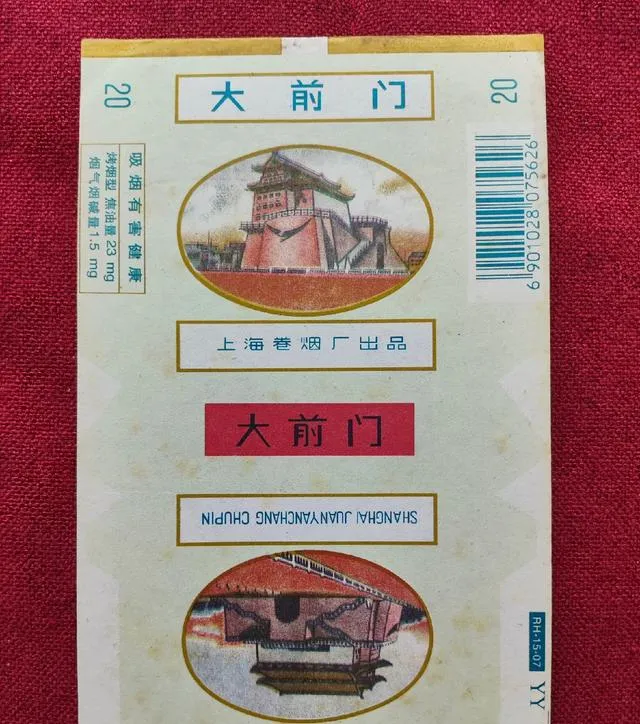 20
大前门
20
吸烟有害健康
烤烟型 焦油量 23 mg
烟气烟碱量 1.5 mg
6901028075626
上海卷烟厂出品
大前门
SHANGHAI JUANYANCHANG CHUPIN
RH-15-07
YY